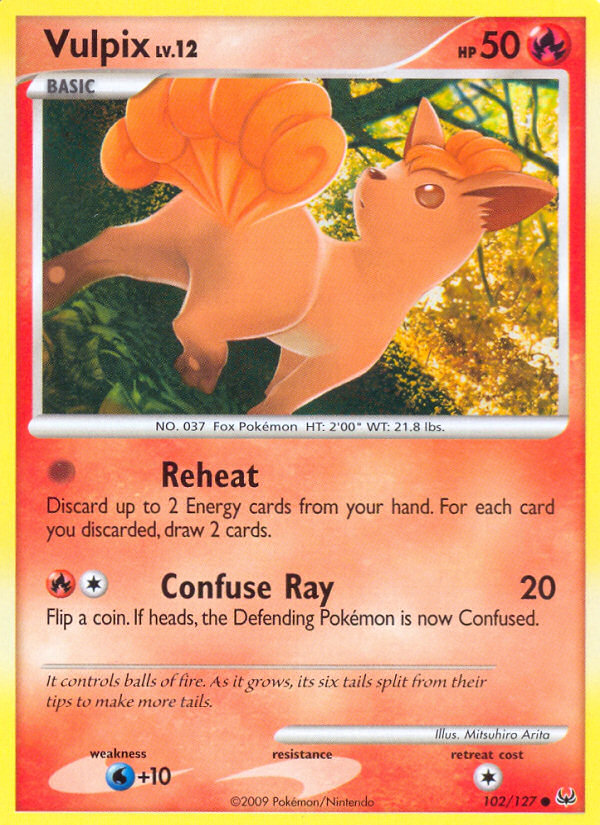 Vulpix LV.12 HP 50
BASIC
NO. 037 Fox Pokémon HT: 2'00" WT: 21.8 lbs.
Reheat
Discard up to 2 Energy cards from your hand. For each card
you discarded, draw 2 cards.
Confuse Ray 20
Flip a coin. If heads, the Defending Pokémon is now Confused.
It controls balls of fire. As it grows, its six tails split from their
tips to make more tails.
Illus. Mitsuhiro Arita
weakness resistance retreat cost
+10
©2009 Pokémon/Nintendo 102/127